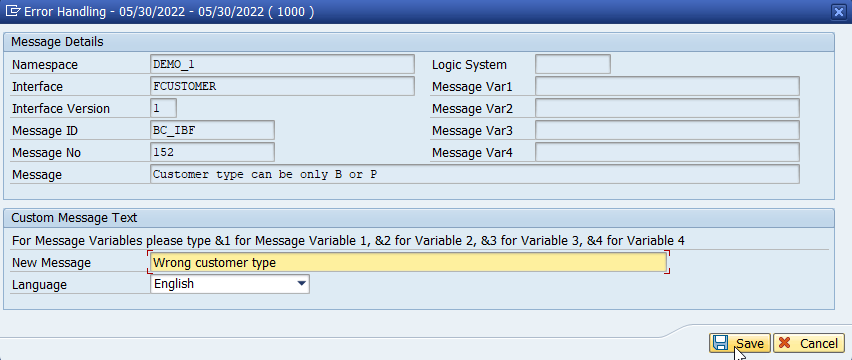 Error Handling - 05/30/2022 - 05/30/2022 ( 1000 )
Message Details
Namespace DEMO_1 Logic System
Interface FCUSTOMER Message Var1
Interface Version 1 Message Var2
Message ID BC_IBF Message Var3
Message No 152 Message Var4
Message Customer type can be only B or P
Custom Message Text
For Message Variables please type &1 for Message Variable 1, &2 for Variable 2, &3 for Variable 3, &4 for Variable 4
New Message Wrong customer type
Language English
Save Cancel